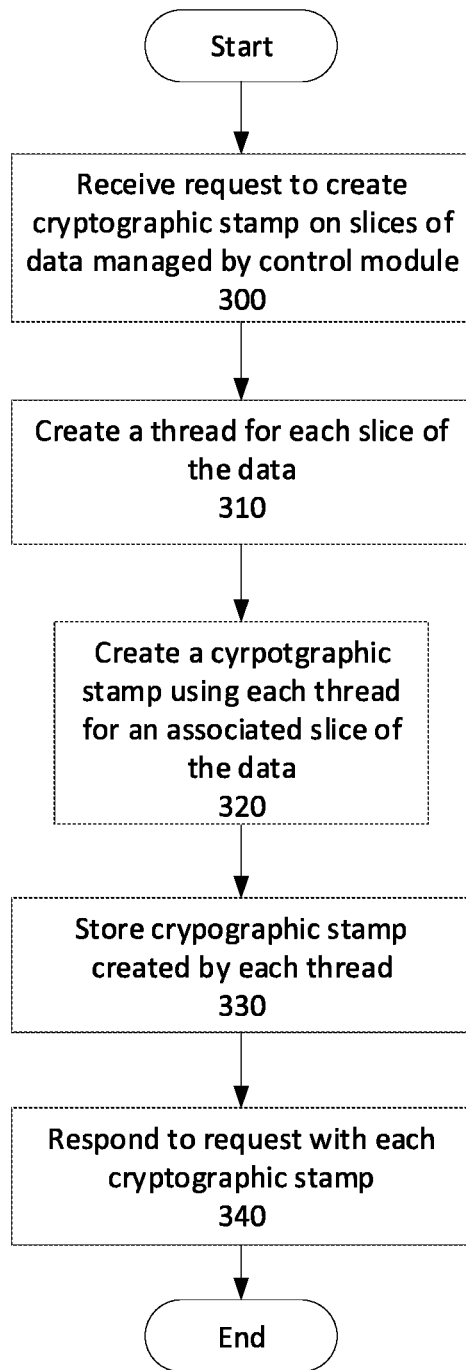 Start
Receive request to create
cryptographic stamp on slices of
data managed by control module
300
Create a thread for each slice of
the data
310
Create a cyrpotgraphic
stamp using each thread
for an associated slice of
the data
320
Store crypographic stamp
created by each thread
330
Respond to request with each
cryptographic stamp
340
End